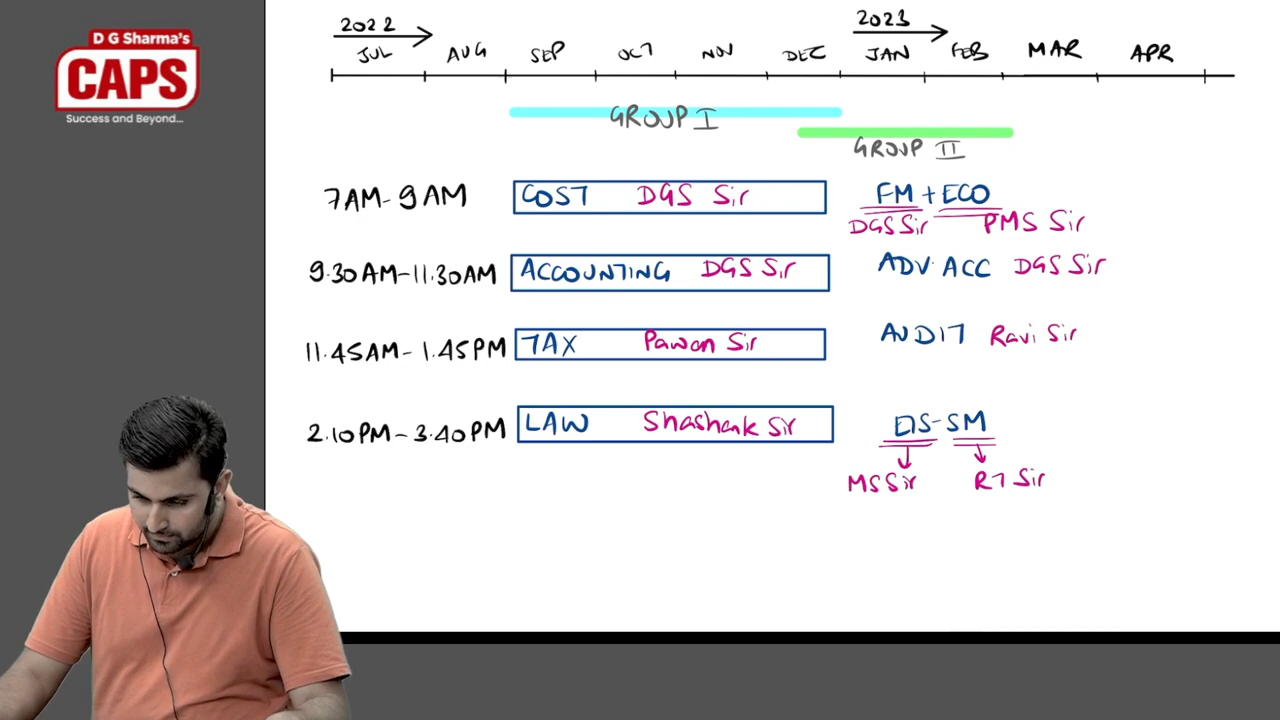 D G Sharma's
CAPS
Success and Beyond...
2022
2023
JUL AUG SEP OCT NOV DEC JAN FEB MAR APR
GROUP I
GROUP II
7AM-9AM COST DGS Sir FM + ECO
DGS Sir PMS Sir
9.30AM-11.30AM ACCOUNTING DGS Sir ADV. ACC DGS Sir
11.45AM-1.45PM TAX Pawan Sir AUDIT Ravi Sir
2.10PM-3.40PM LAW Shashank Sir EIS-SM
MS Sir RT Sir